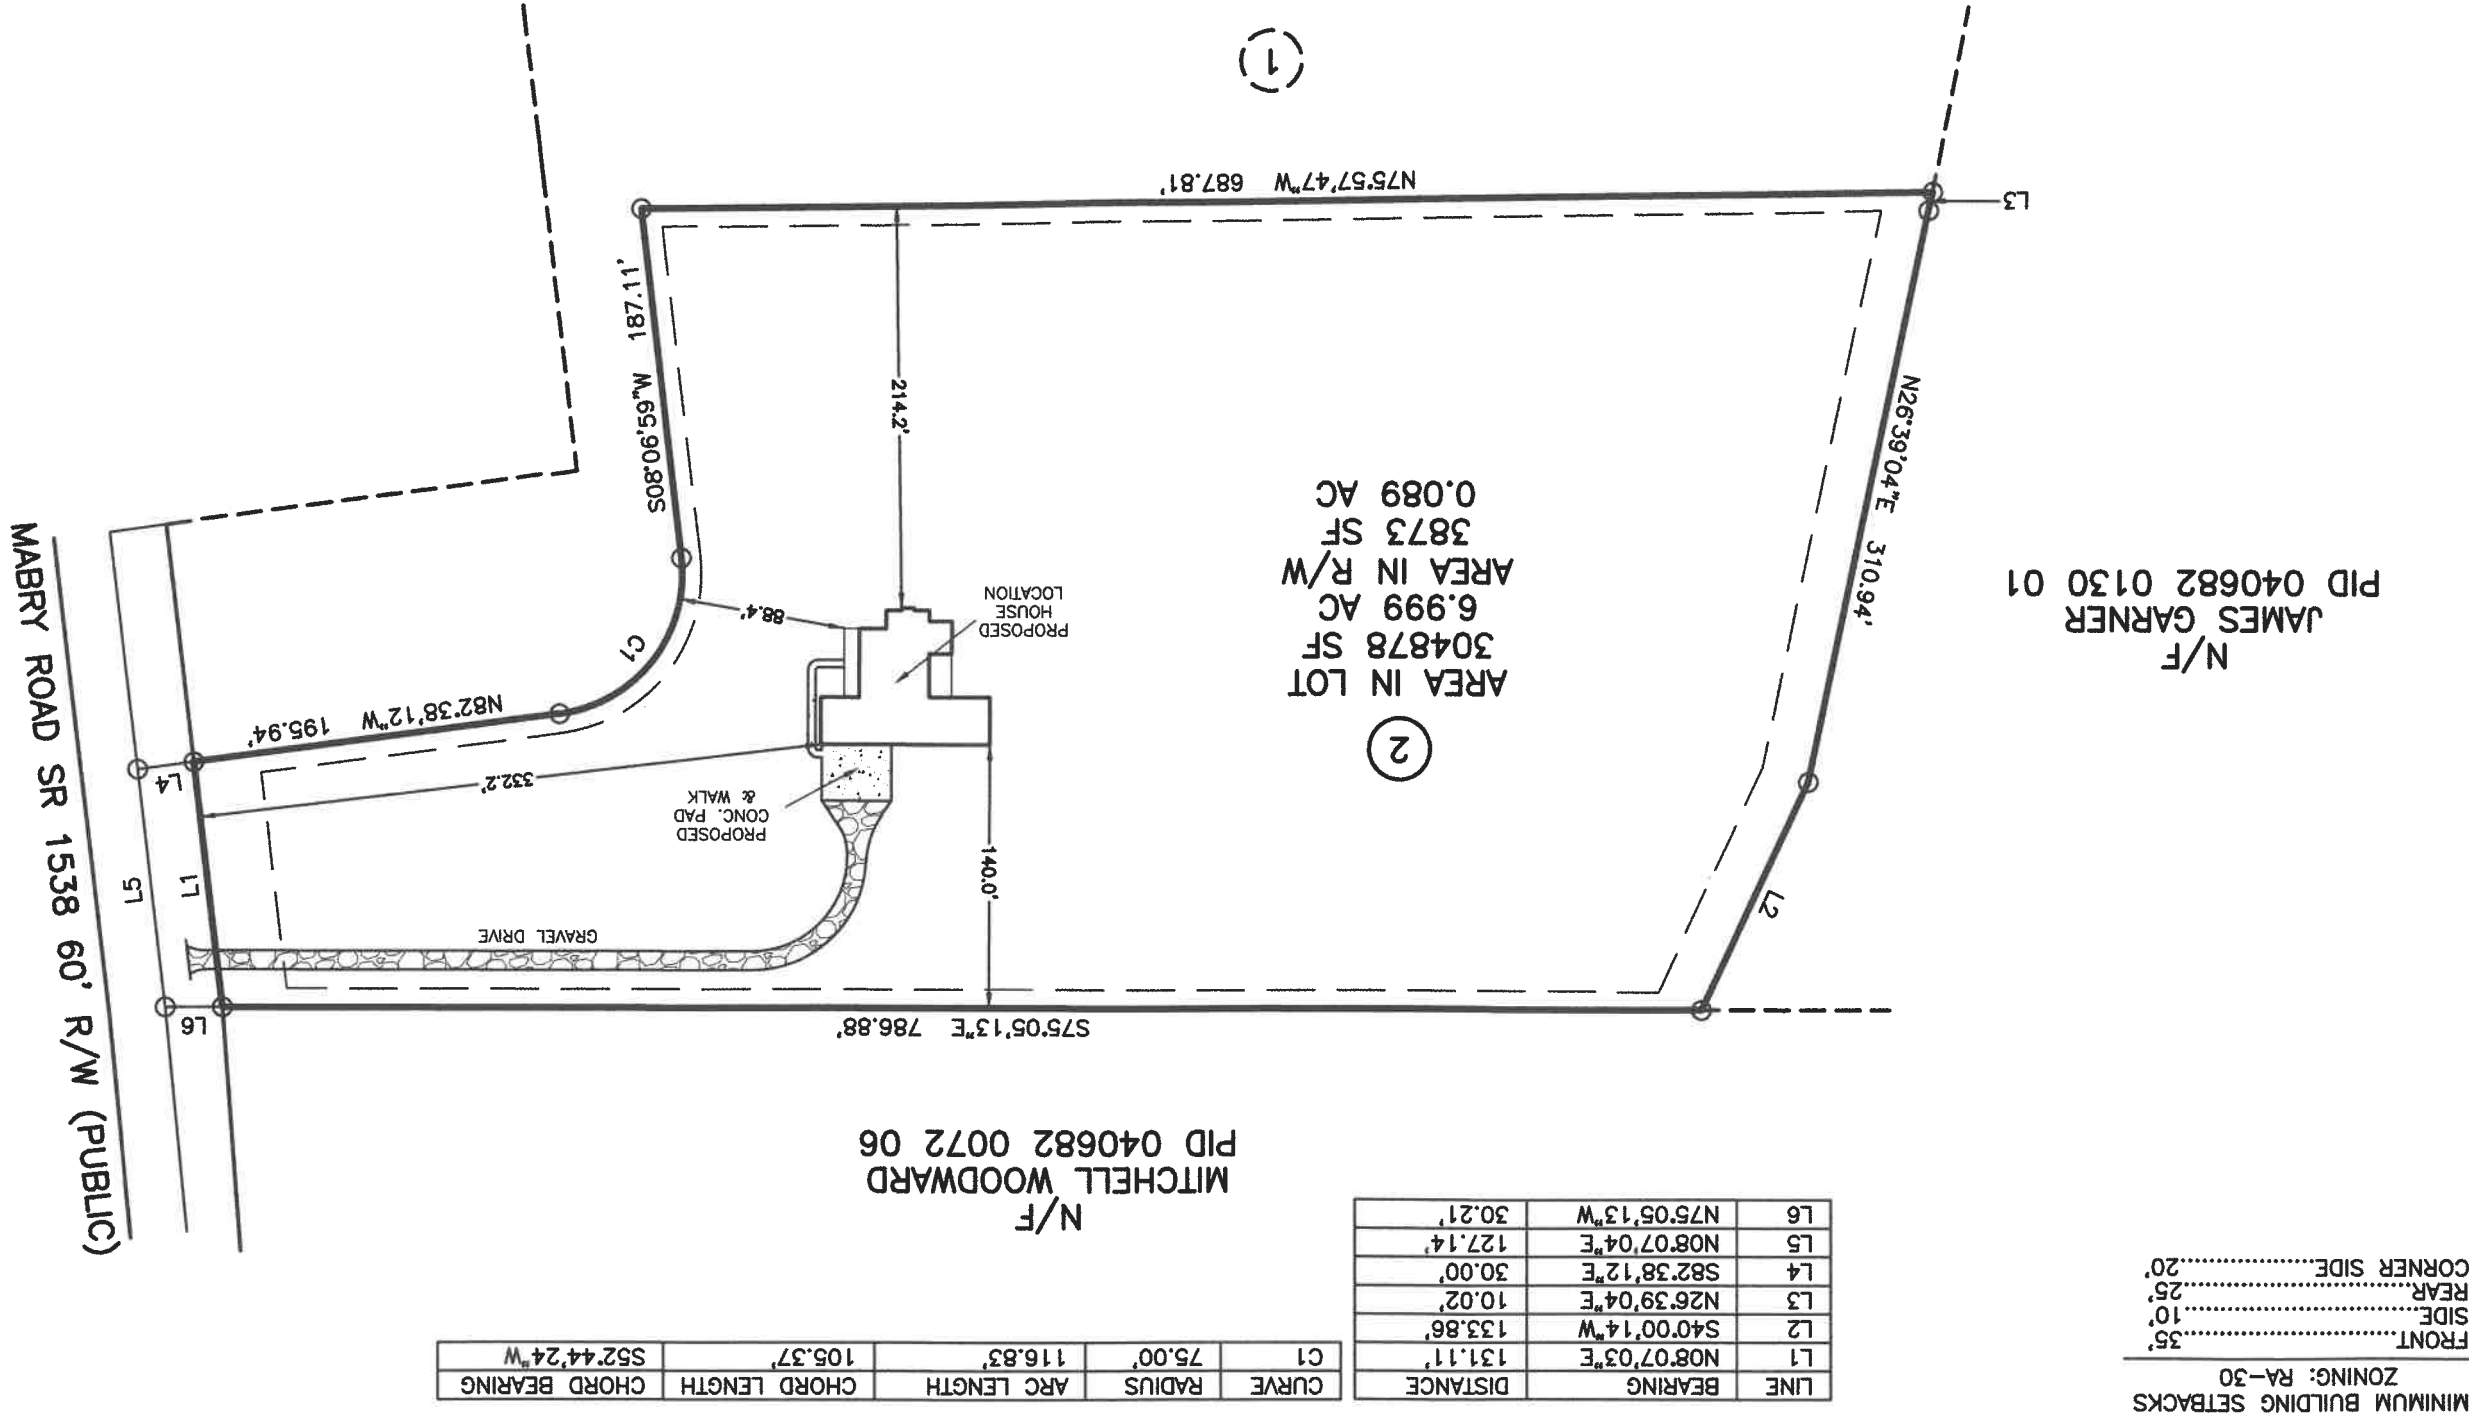 MINIMUM BUILDING SETBACKS
ZONING: RA-30
FRONT........................35'
SIDE...........................10'
REAR..........................25'
CORNER SIDE...............20'
LINE BEARING DISTANCE
L1 N08°07'03"E 131.11'
L2 S40°00'14"W 133.86'
L3 N26°39'04"E 10.02'
L4 S82°38'12"E 30.00'
L5 N08°07'04"E 127.14'
L6 N75°05'13"W 30.21'
CURVE RADIUS ARC LENGTH CHORD LENGTH CHORD BEARING
C1 75.00' 116.83' 105.37' S52°44'24"W
N/F
MITCHELL WOODWARD
PID 040682 0072 06
S75°05'13"E 786.88'
L6
L2
GRAVEL DRIVE
L1
L5
140.0'
PROPOSED
CONC. PAD
& WALK
332.2'
L4
N82°38'12"W 195.94'
2
AREA IN LOT
304878 SF
6.999 AC
AREA IN R/W
3873 SF
0.089 AC
N/F
JAMES GARNER
PID 040682 0130 01
PROPOSED
HOUSE
LOCATION
C1
88.4'
N26°39'04"E 310.94'
214.2'
S08°06'59"W 187.11'
L3
N75°57'47"W 687.81'
1
MABRY ROAD SR 1538 60' R/W (PUBLIC)